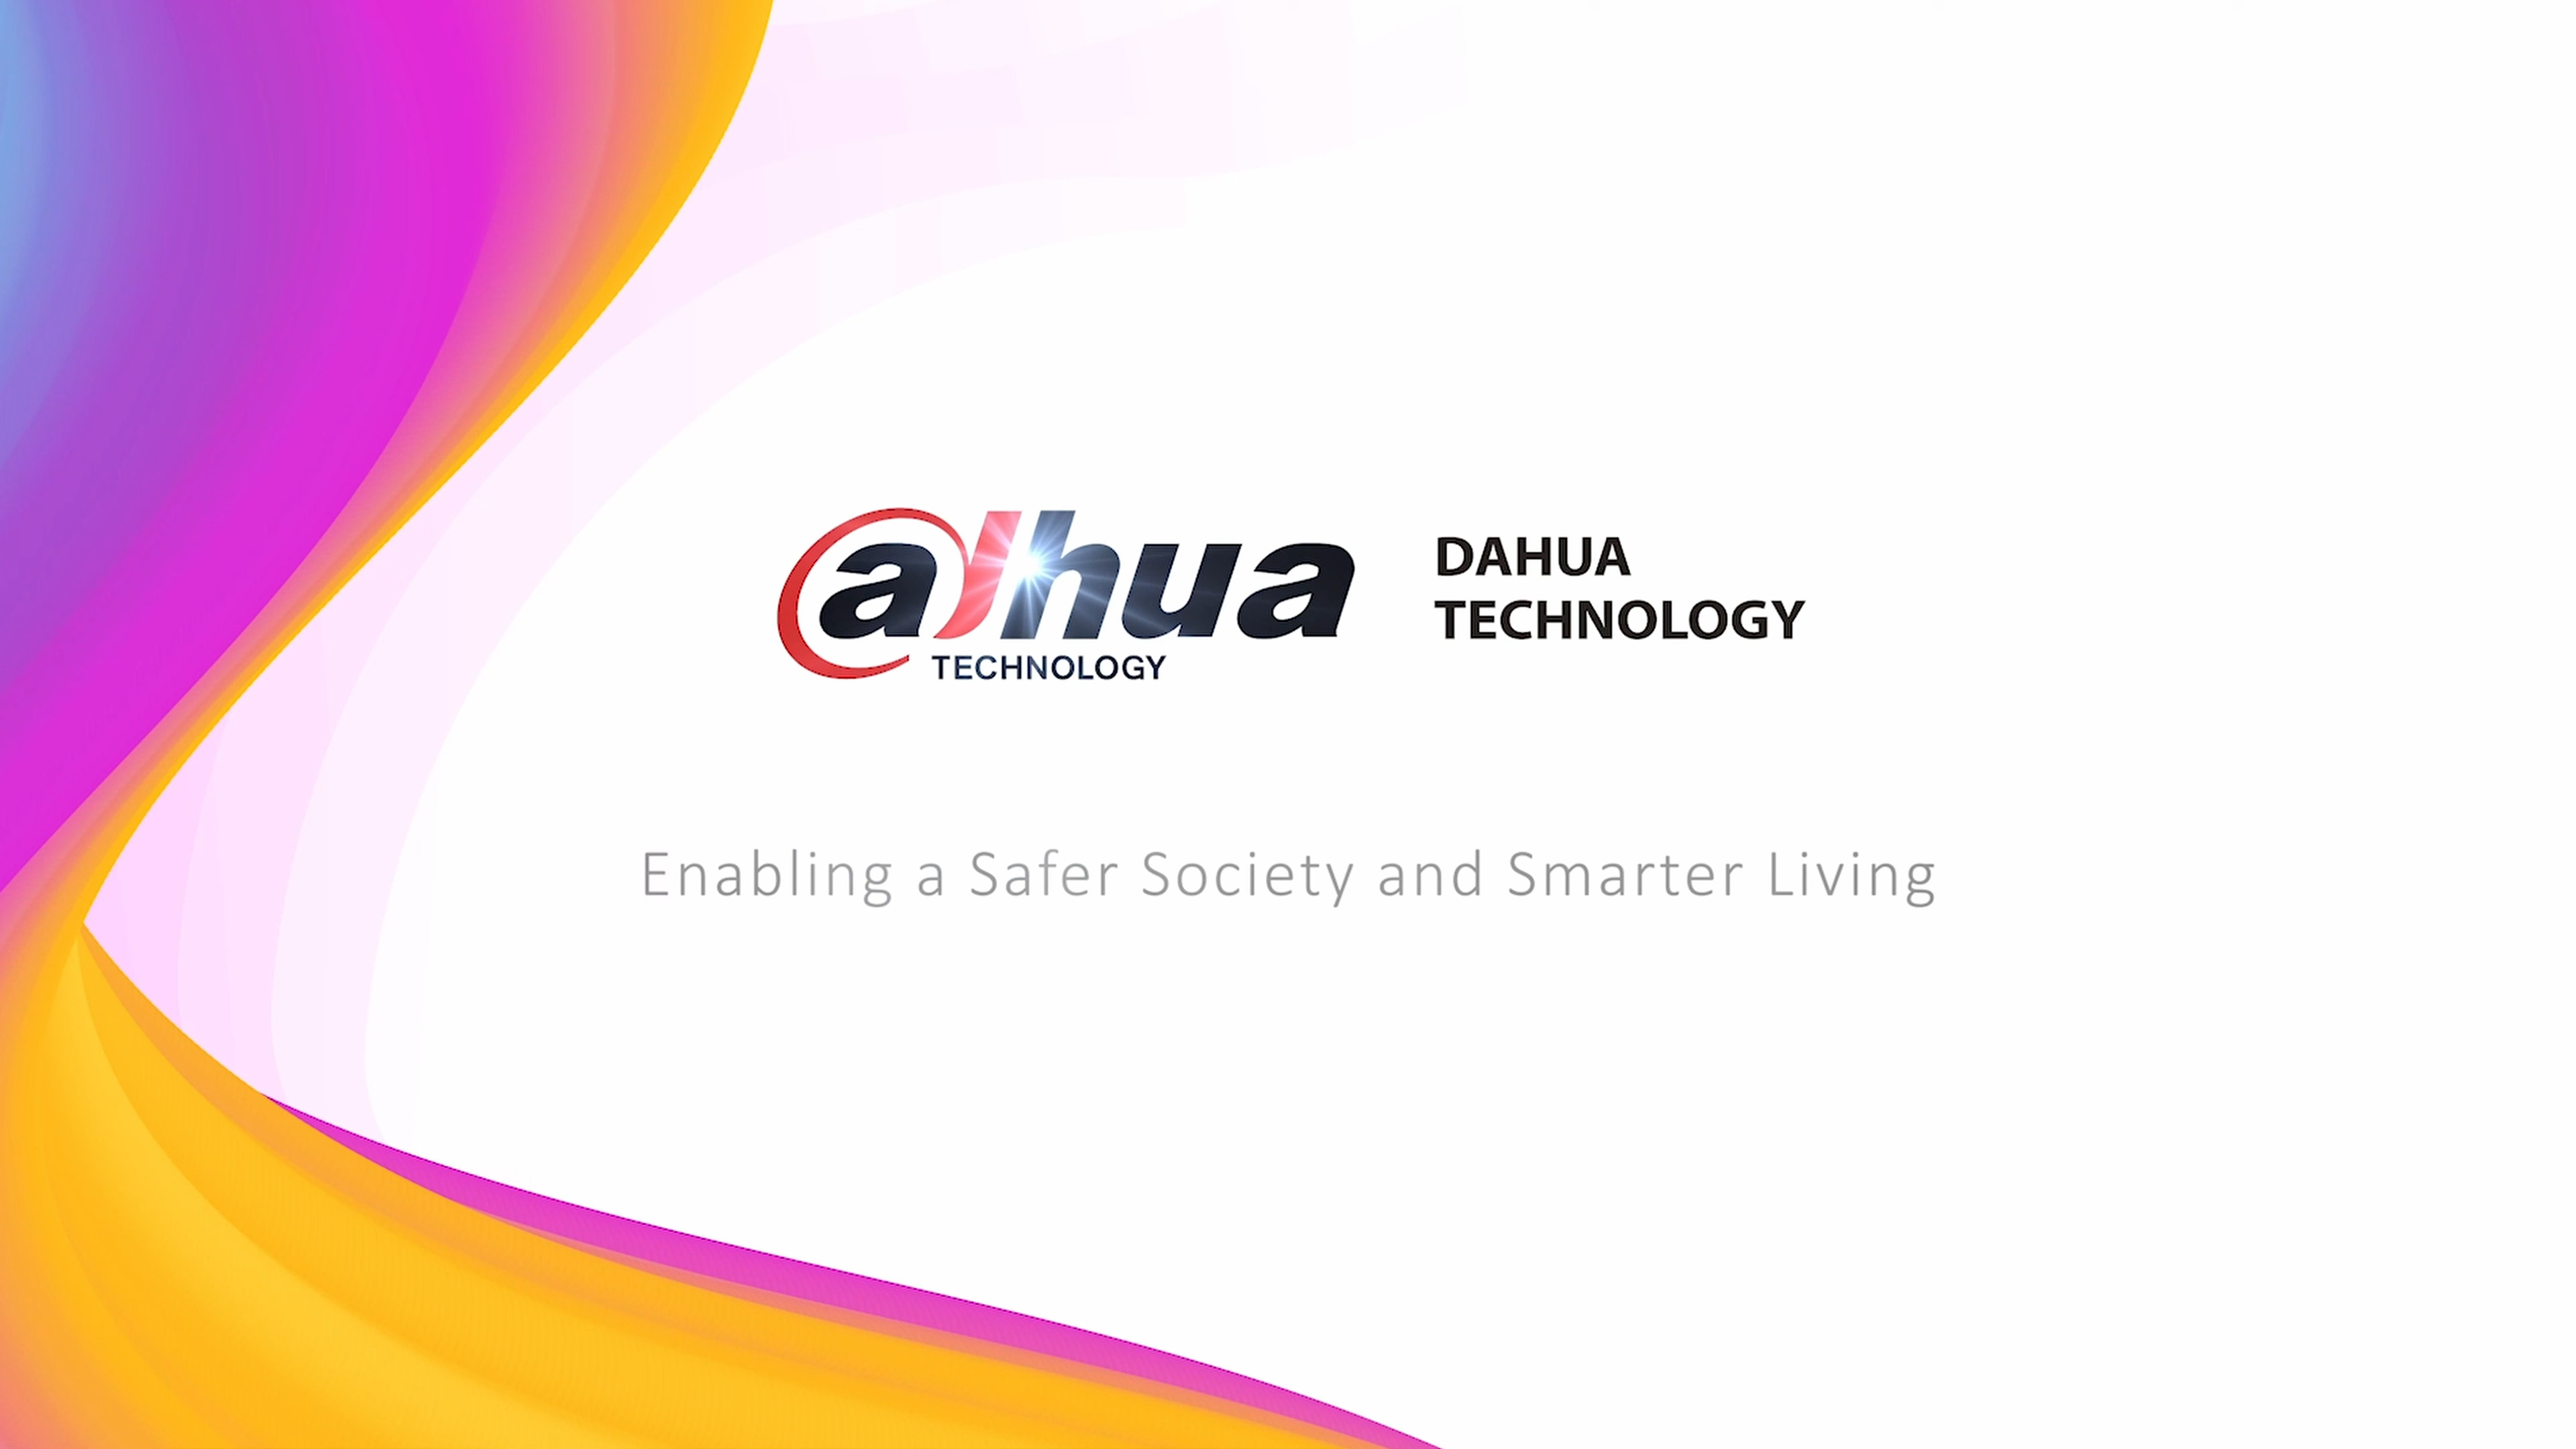 alhua
TECHNOLOGY
DAHUA
TECHNOLOGY
Enabling a Safer Society and Smarter Living